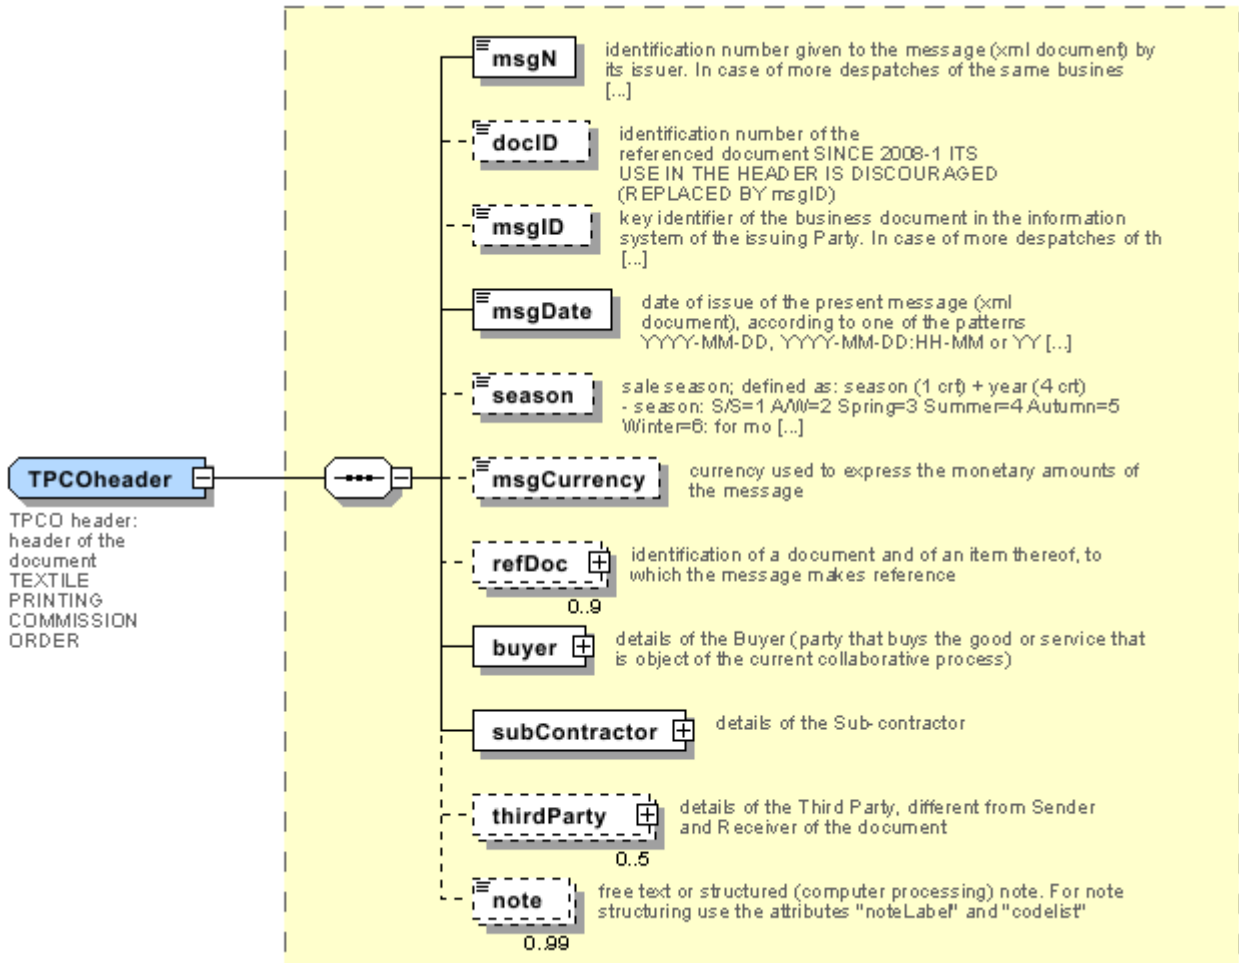 msgN
identification number given to the message (xml document) by
its issuer. In case of more despatches of the same busines
[...]
docID
identification number of the
referenced document SINCE 2008-1 ITS
USE IN THE HEADER IS DISCOURAGED
(REPLACED BY msgID)
msgID
key identifier of the business document in the information
system of the issuing Party. In case of more despatches of th
[...]
msgDate
date of issue of the present message (xml
document), according to one of the patterns
YYYY-MM-DD, YYYY-MM-DD:HH-MM or YY [...]
season
sale season; defined as: season (1 crt) + year (4 crt)
- season: S/S=1 A/W=2 Spring=3 Summer=4 Autumn=5
Winter=6: for mo [...]
TPCOheader
TPCO header:
header of the
document
TEXTILE
PRINTING
COMMISSION
ORDER
msgCurrency
currency used to express the monetary amounts of
the message
refDoc
0..9
identification of a document and of an item thereof, to
which the message makes reference
buyer
details of the Buyer (party that buys the good or service that
is object of the current collaborative process)
subContractor
details of the Sub-contractor
thirdParty
0..5
details of the Third Party, different from Sender
and Receiver of the document
note
0..99
free text or structured (computer processing) note. For note
structuring use the attributes "noteLabel" and "codelist"